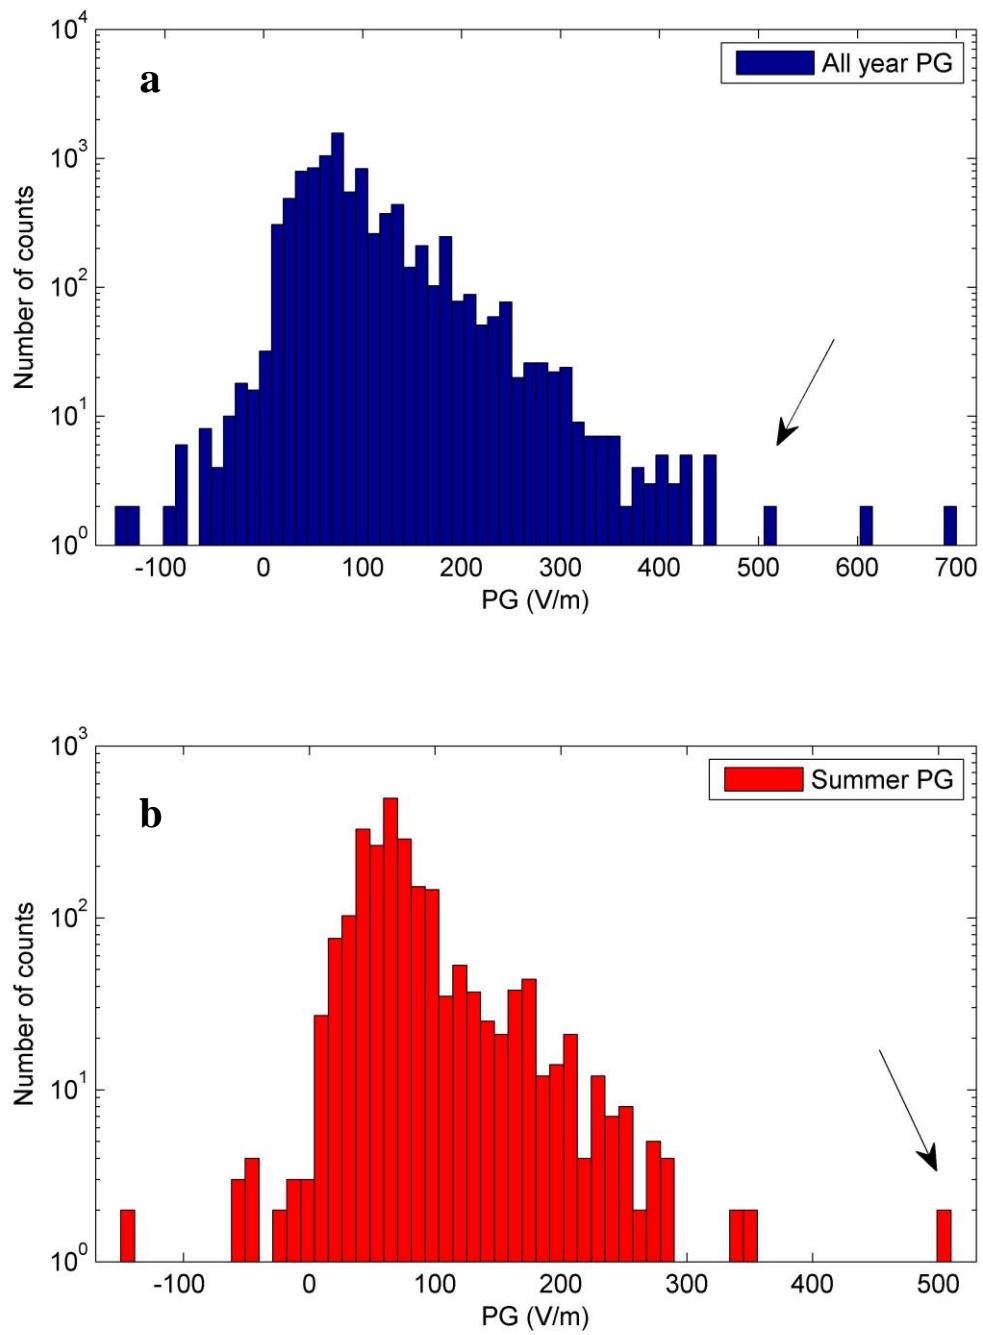 10^4
a
All year PG
10^3
10^2
10^1
10^0
Number of counts
-100 0 100 200 300 400 500 600 700
PG (V/m)
10^3
b
Summer PG
10^2
10^1
10^0
Number of counts
-100 0 100 200 300 400 500
PG (V/m)